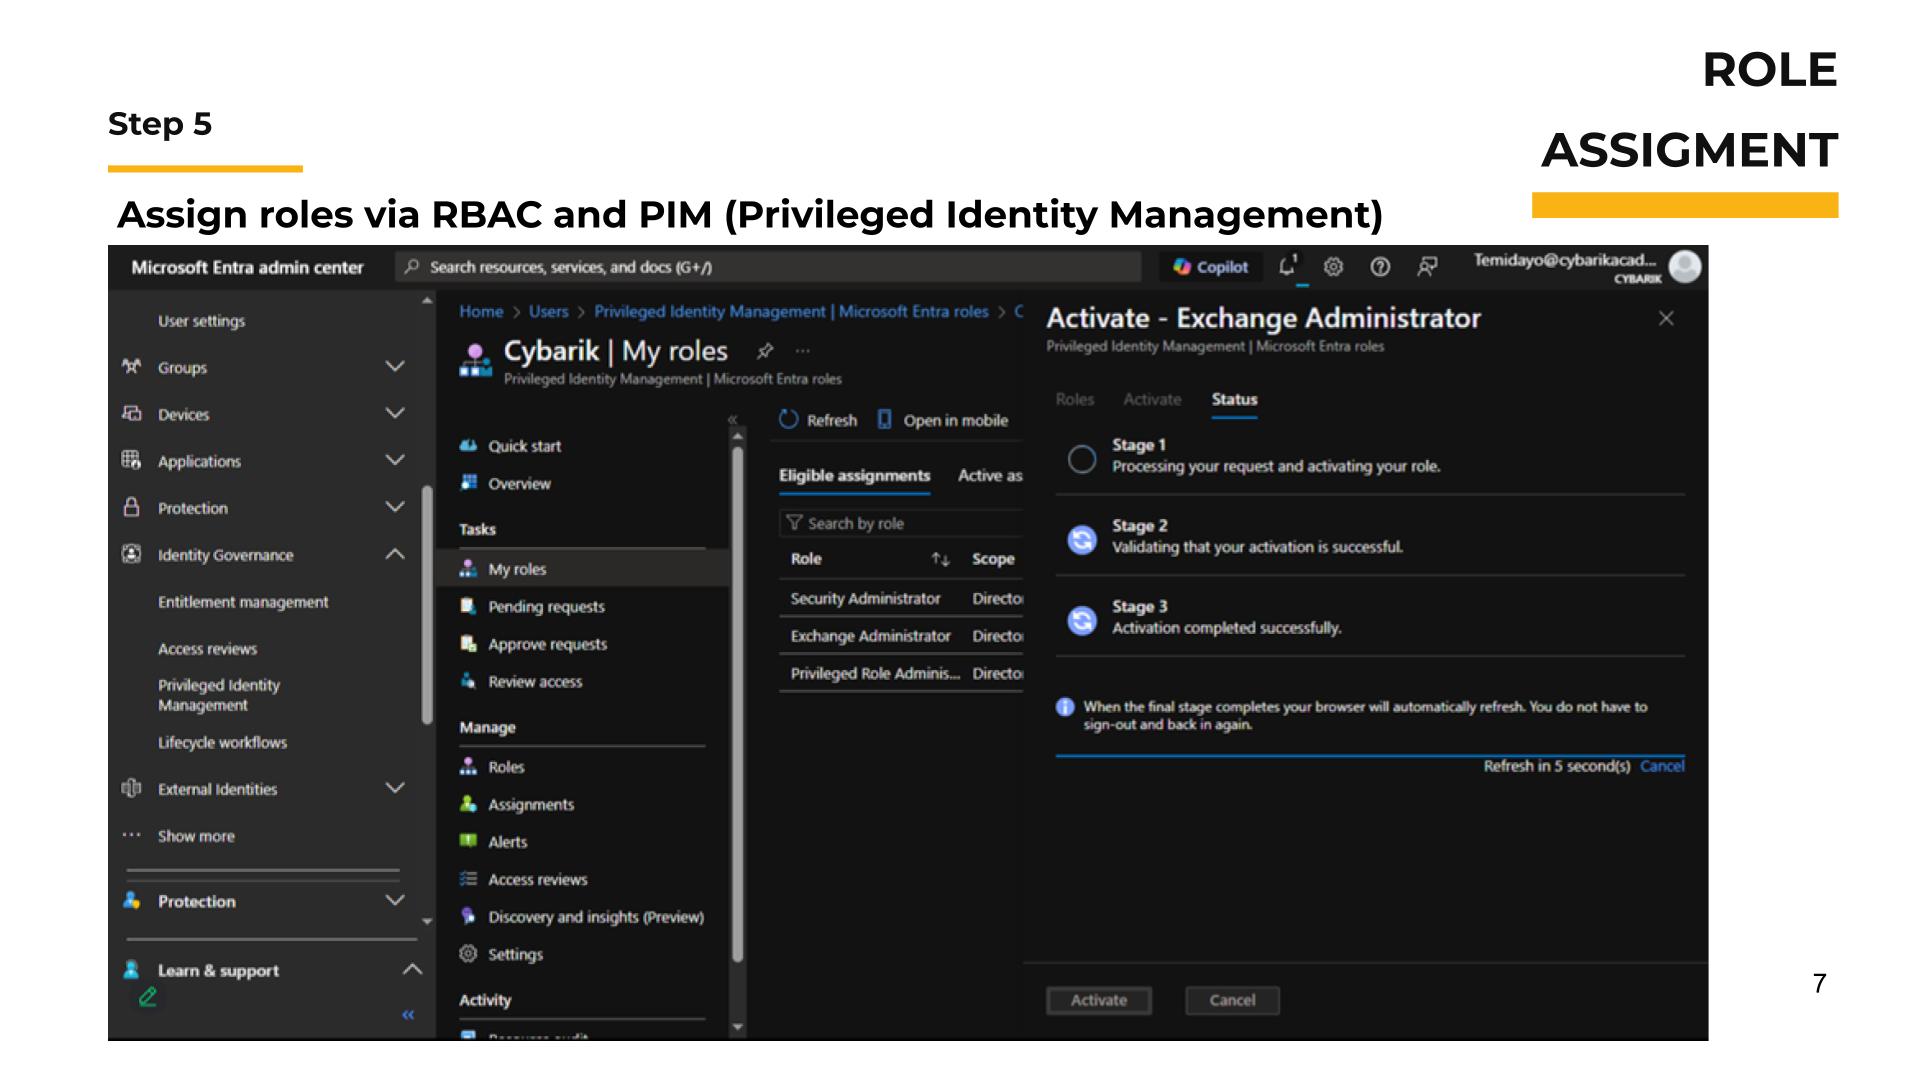 ROLE
ASSIGMENT
Step 5
Assign roles via RBAC and PIM (Privileged Identity Management)
Microsoft Entra admin center
Search resources, services, and docs (G+/)
Copilot
1
Temidayo@cybarikacad...
CYBARIK
User settings
Groups
Devices
Applications
Protection
Identity Governance
Entitlement management
Access reviews
Privileged Identity
Management
Lifecycle workflows
External Identities
Show more
Protection
Learn & support
Home > Users > Privileged Identity Management | Microsoft Entra roles > C
Cybarik | My roles
Privileged Identity Management | Microsoft Entra roles
Quick start
Overview
Tasks
My roles
Pending requests
Approve requests
Review access
Manage
Roles
Assignments
Alerts
Access reviews
Discovery and insights (Preview)
Settings
Activity
Refresh Open in mobile
Eligible assignments Active as
Search by role
Role Scope
Security Administrator Directo
Exchange Administrator Directo
Privileged Role Adminis... Directo
Activate - Exchange Administrator
Privileged Identity Management | Microsoft Entra roles
Roles Activate Status
Stage 1
Processing your request and activating your role.
Stage 2
Validating that your activation is successful.
Stage 3
Activation completed successfully.
When the final stage completes your browser will automatically refresh. You do not have to
sign-out and back in again.
Refresh in 5 second(s) Cancel
Activate Cancel
7